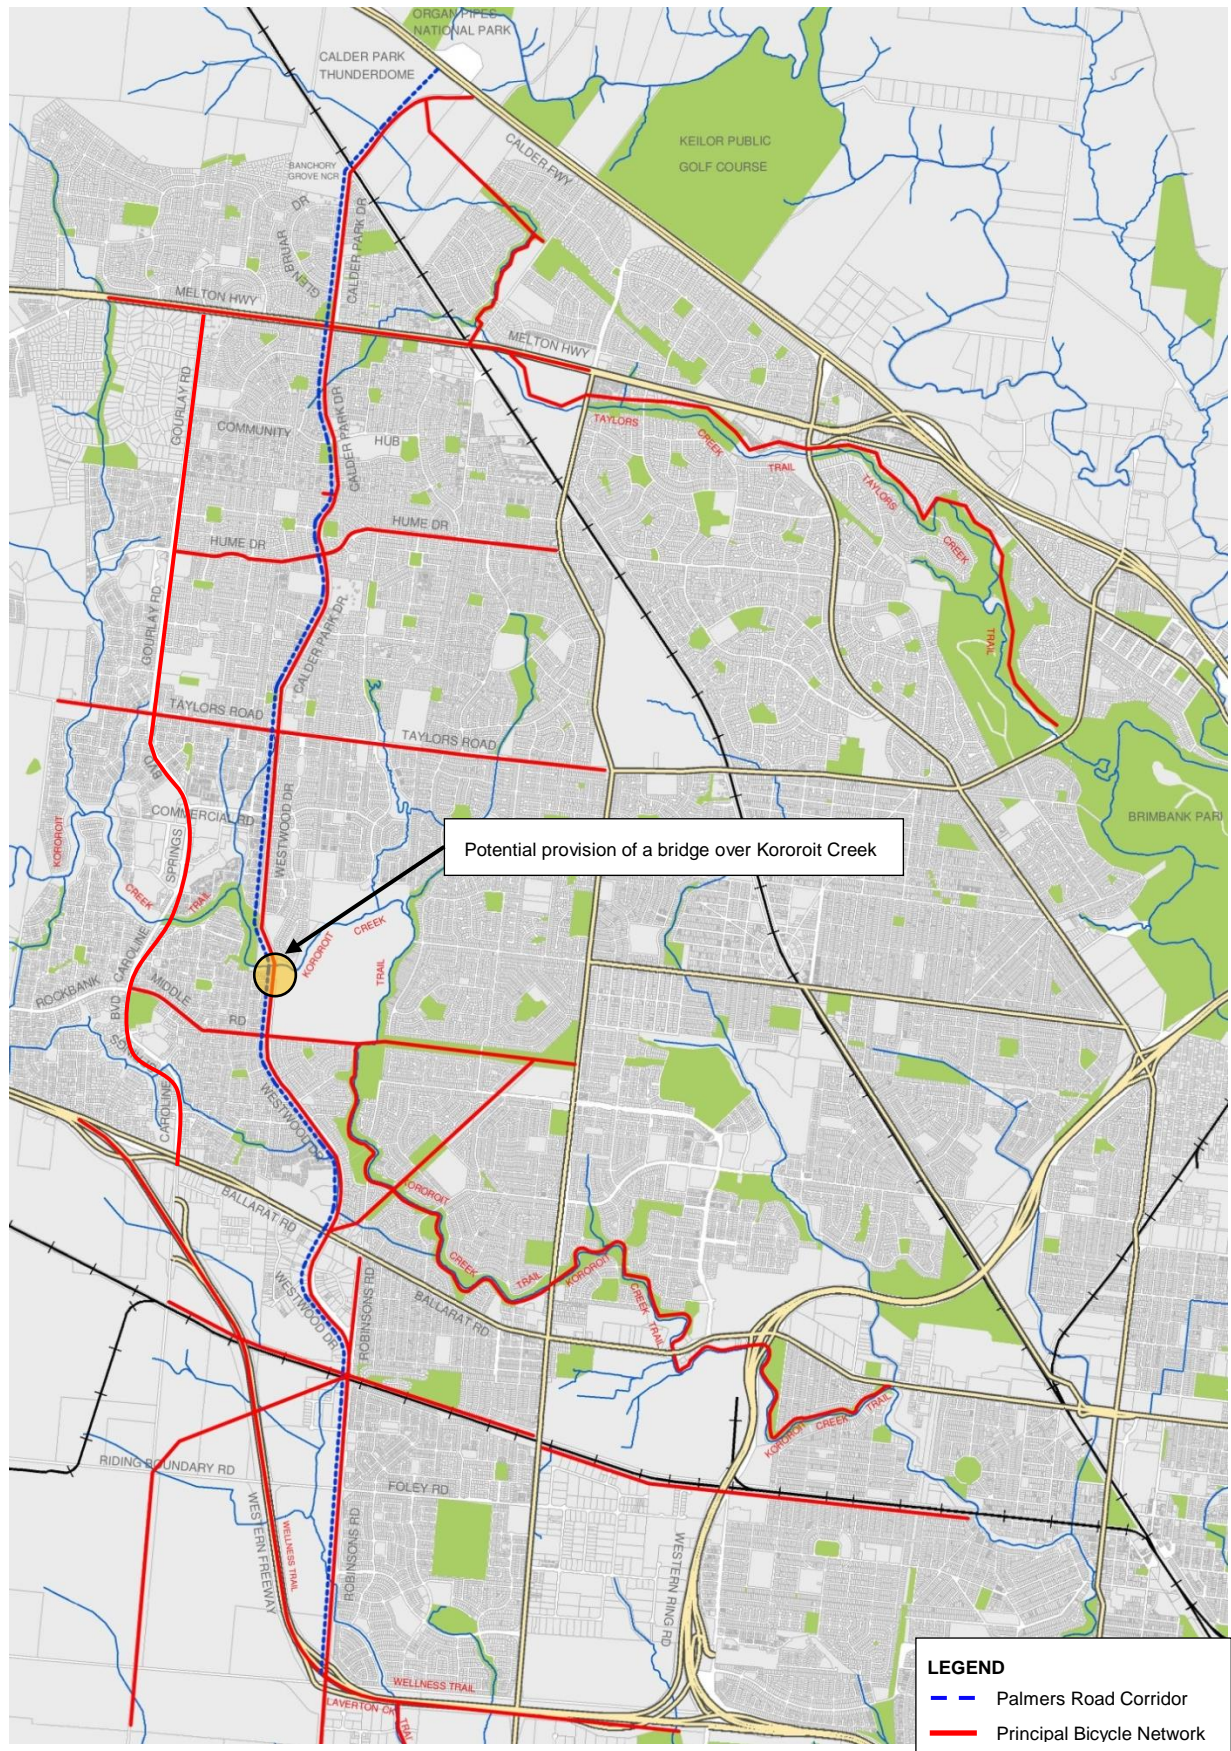 ORGAN PIPES
NATIONAL PARK
CALDER PARK
THUNDERDOME
CALDER FWY
KEILOR PUBLIC
GOLF COURSE
BANCHORY
GROVE NCR
GLEN BRUAR DR
CALDER PARK DR
MELTON HWY
MELTON HWY
GOURLAY RD
COMMUNITY
HUB
CALDER PARK DR
TAYLORS
CREEK
TRAIL
TAYLORS
CREEK
TRAIL
HUME DR
HUME DR
GOURLAY RD
CALDER PARK DR
TAYLORS ROAD
TAYLORS ROAD
BVD
COMMERCIAL RD
SPRINGS
WESTWOOD DR
BRIMBANK PARI
KOROROIT
CREEK
TRAIL
Potential provision of a bridge over Kororoit Creek
KOROROIT
CREEK
TRAIL
CAROLINE
ROCKBANK
MIDDLE
RD
BVD
SPRINGS
CAROLINE
WESTWOOD DR
BALLARAT RD
OROROIT
CREEK
TRAIL
KOROROIT
CREEK
TRAIL
WESTWOOD DR
ROBINSONS RD
BALLARAT RD
KOROROIT
CREEK
TRAIL
RIDING BOUNDARY RD
FOLEY RD
WESTERN FREEWAY
WELLNESS TRAIL
ROBINSONS RD
WESTERN RING RD
WELLNESS TRAIL
LAVERTON CK
TRAI
LEGEND
Palmers Road Corridor
Principal Bicycle Network